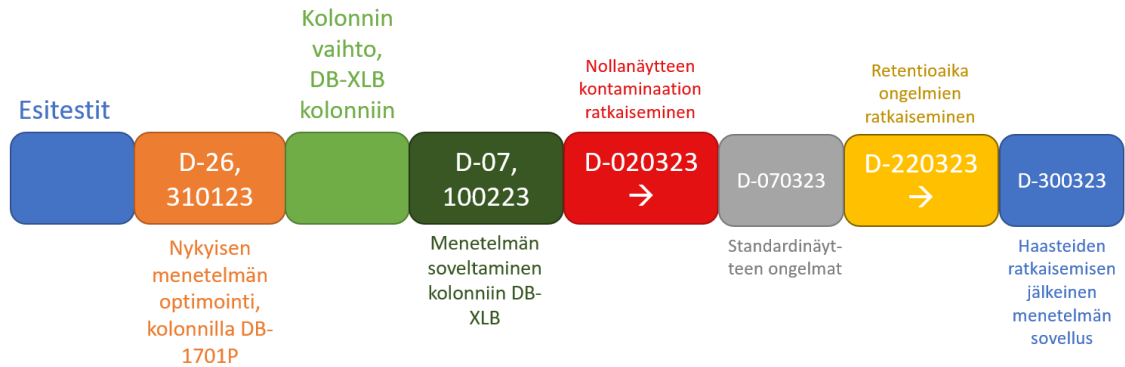 Esitestit
D-26,
310123
Nykyisen
menetelmän
optimointi,
kolonnilla DB-
1701P
Kolonnin
vaihto,
DB-XLB
kolonniin
D-07,
100223
Menetelmän
soveltaminen
kolonniin DB-
XLB
Nollanäytteen
kontaminaation
ratkaiseminen
D-020323
→
D-070323
Standardinäyt-
teen ongelmat
Retentioaika
ongelmien
ratkaiseminen
D-220323
→
D-300323
Haasteiden
ratkaisemisen
jälkeinen
menetelmän
sovellus